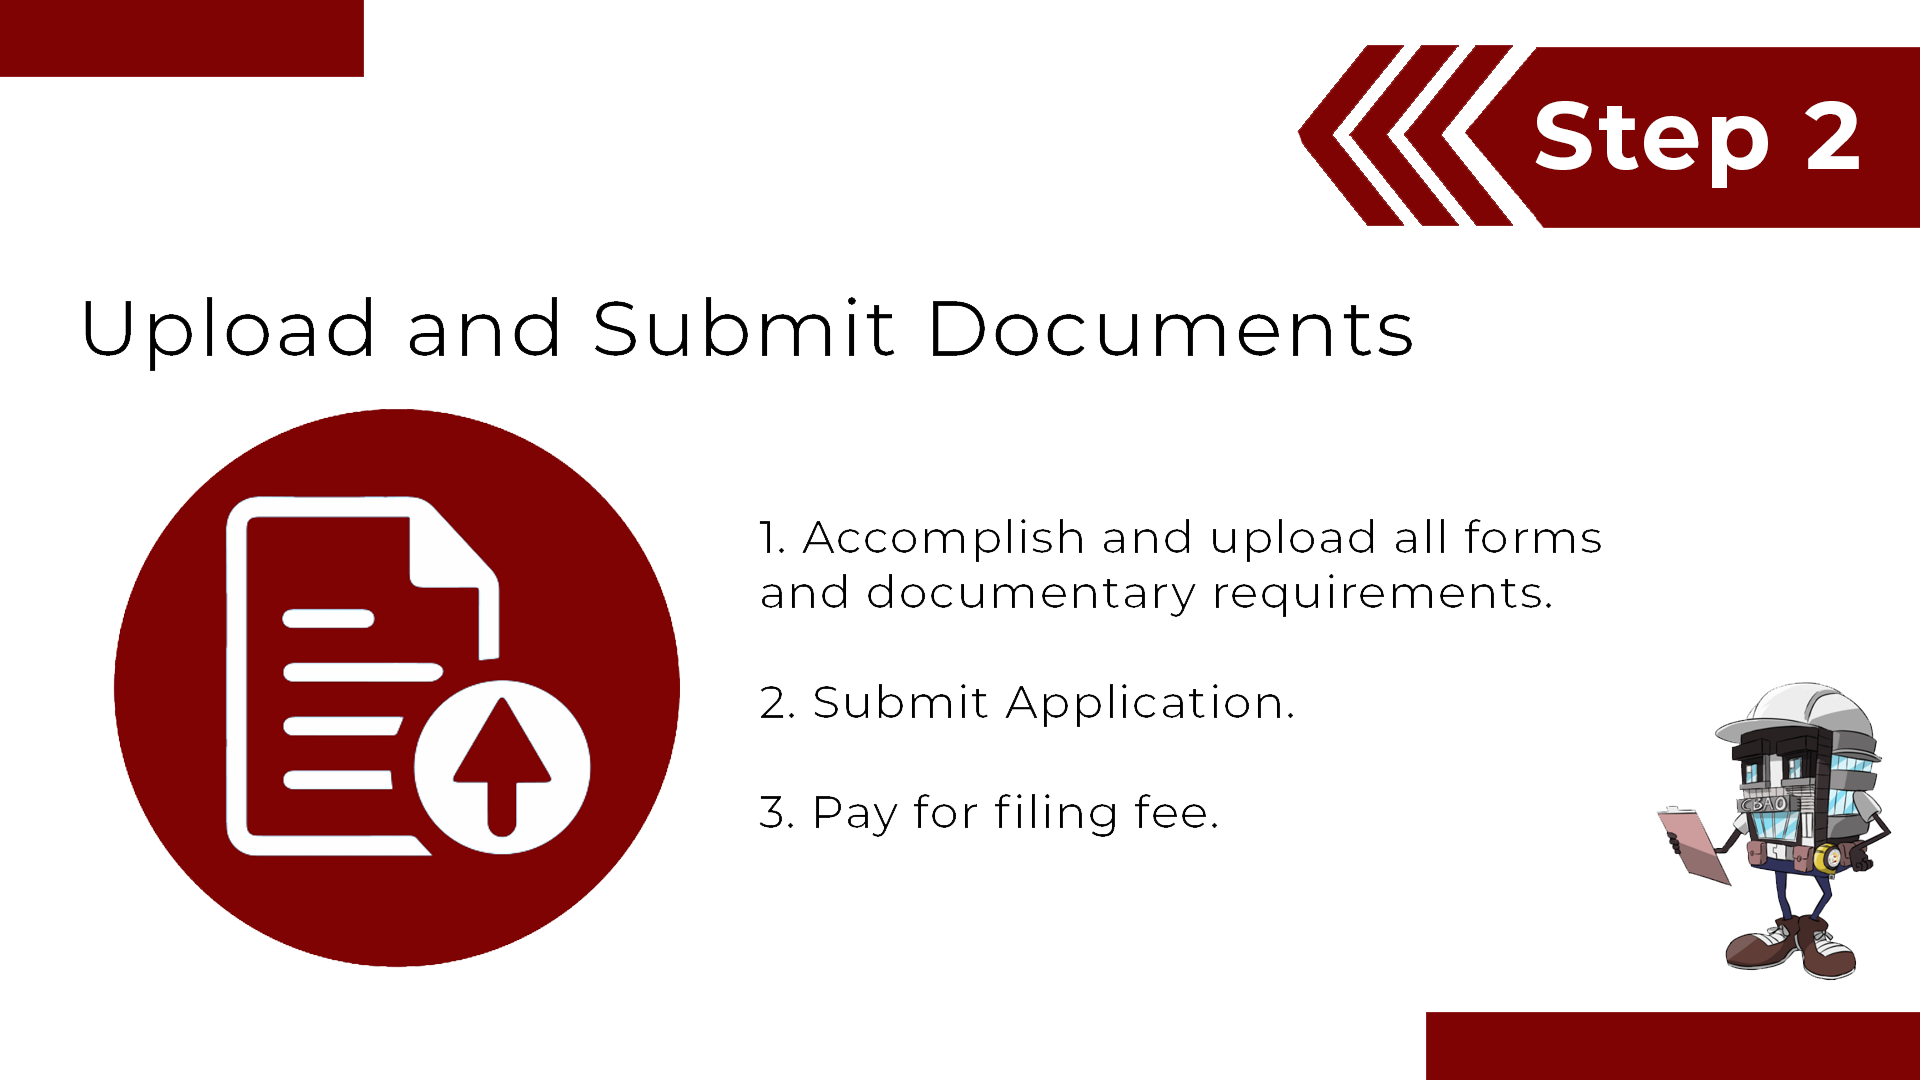 Step 2
Upload and Submit Documents
1. Accomplish and upload all forms
and documentary requirements.
2. Submit Application.
3. Pay for filing fee.
CBAO